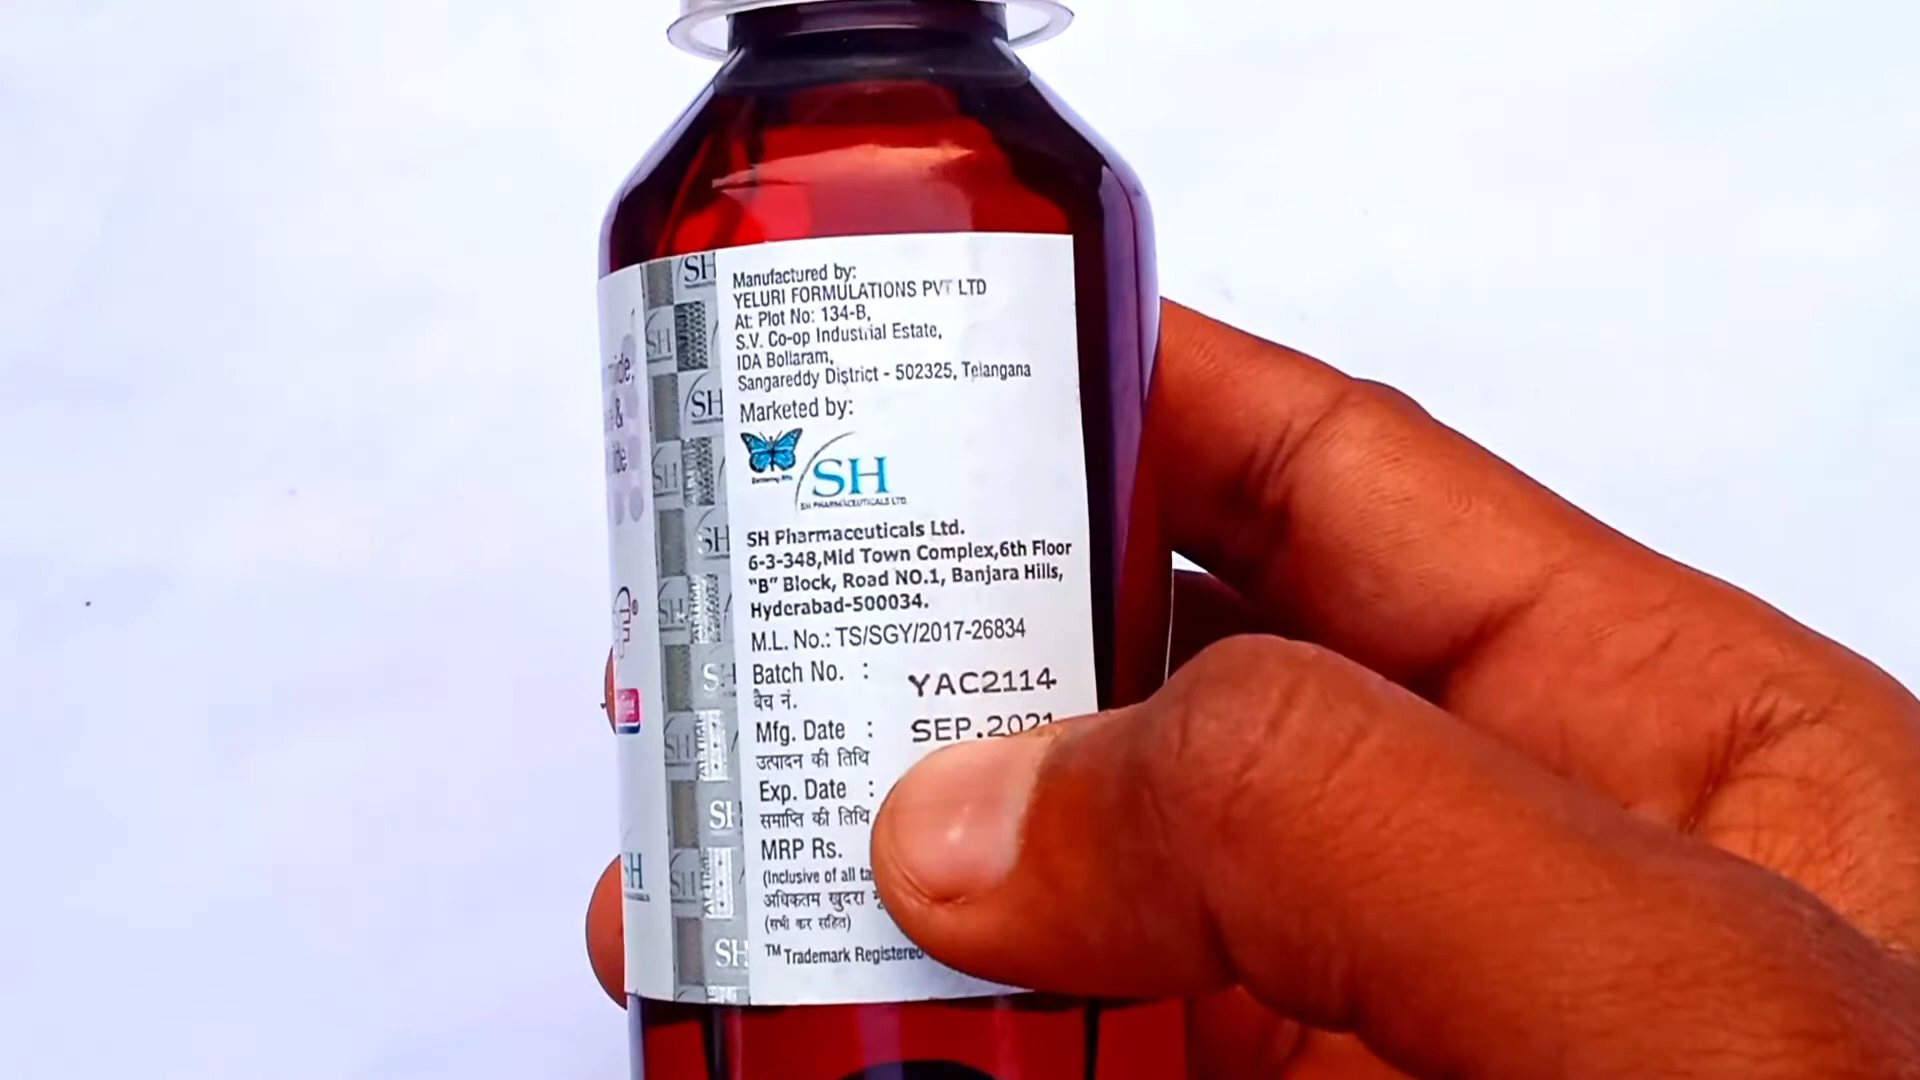 Manufactured by:
YELURI FORMULATIONS PVT LTD
At: Plot No: 134-B,
S.V. Co-op Industrial Estate,
IDA Bollaram,
Sangareddy District - 502325, Telangana
Marketed by:
SH
SH PHARMACEUTICALS LTD.
SH Pharmaceuticals Ltd.
6-3-348,Mid Town Complex,6th Floor
"B" Block, Road NO.1, Banjara Hills,
Hyderabad-500034.
M.L. No.: TS/SGY/2017-26834
Batch No. : YAC2114
बैच नं.
Mfg. Date : SEP.2021
उत्पादन की तिथि
Exp. Date :
समाप्ति की तिथि
MRP Rs.
(Inclusive of all
अधिकतम खुदरा
(सभी कर सहित)
TM Trademark Registered